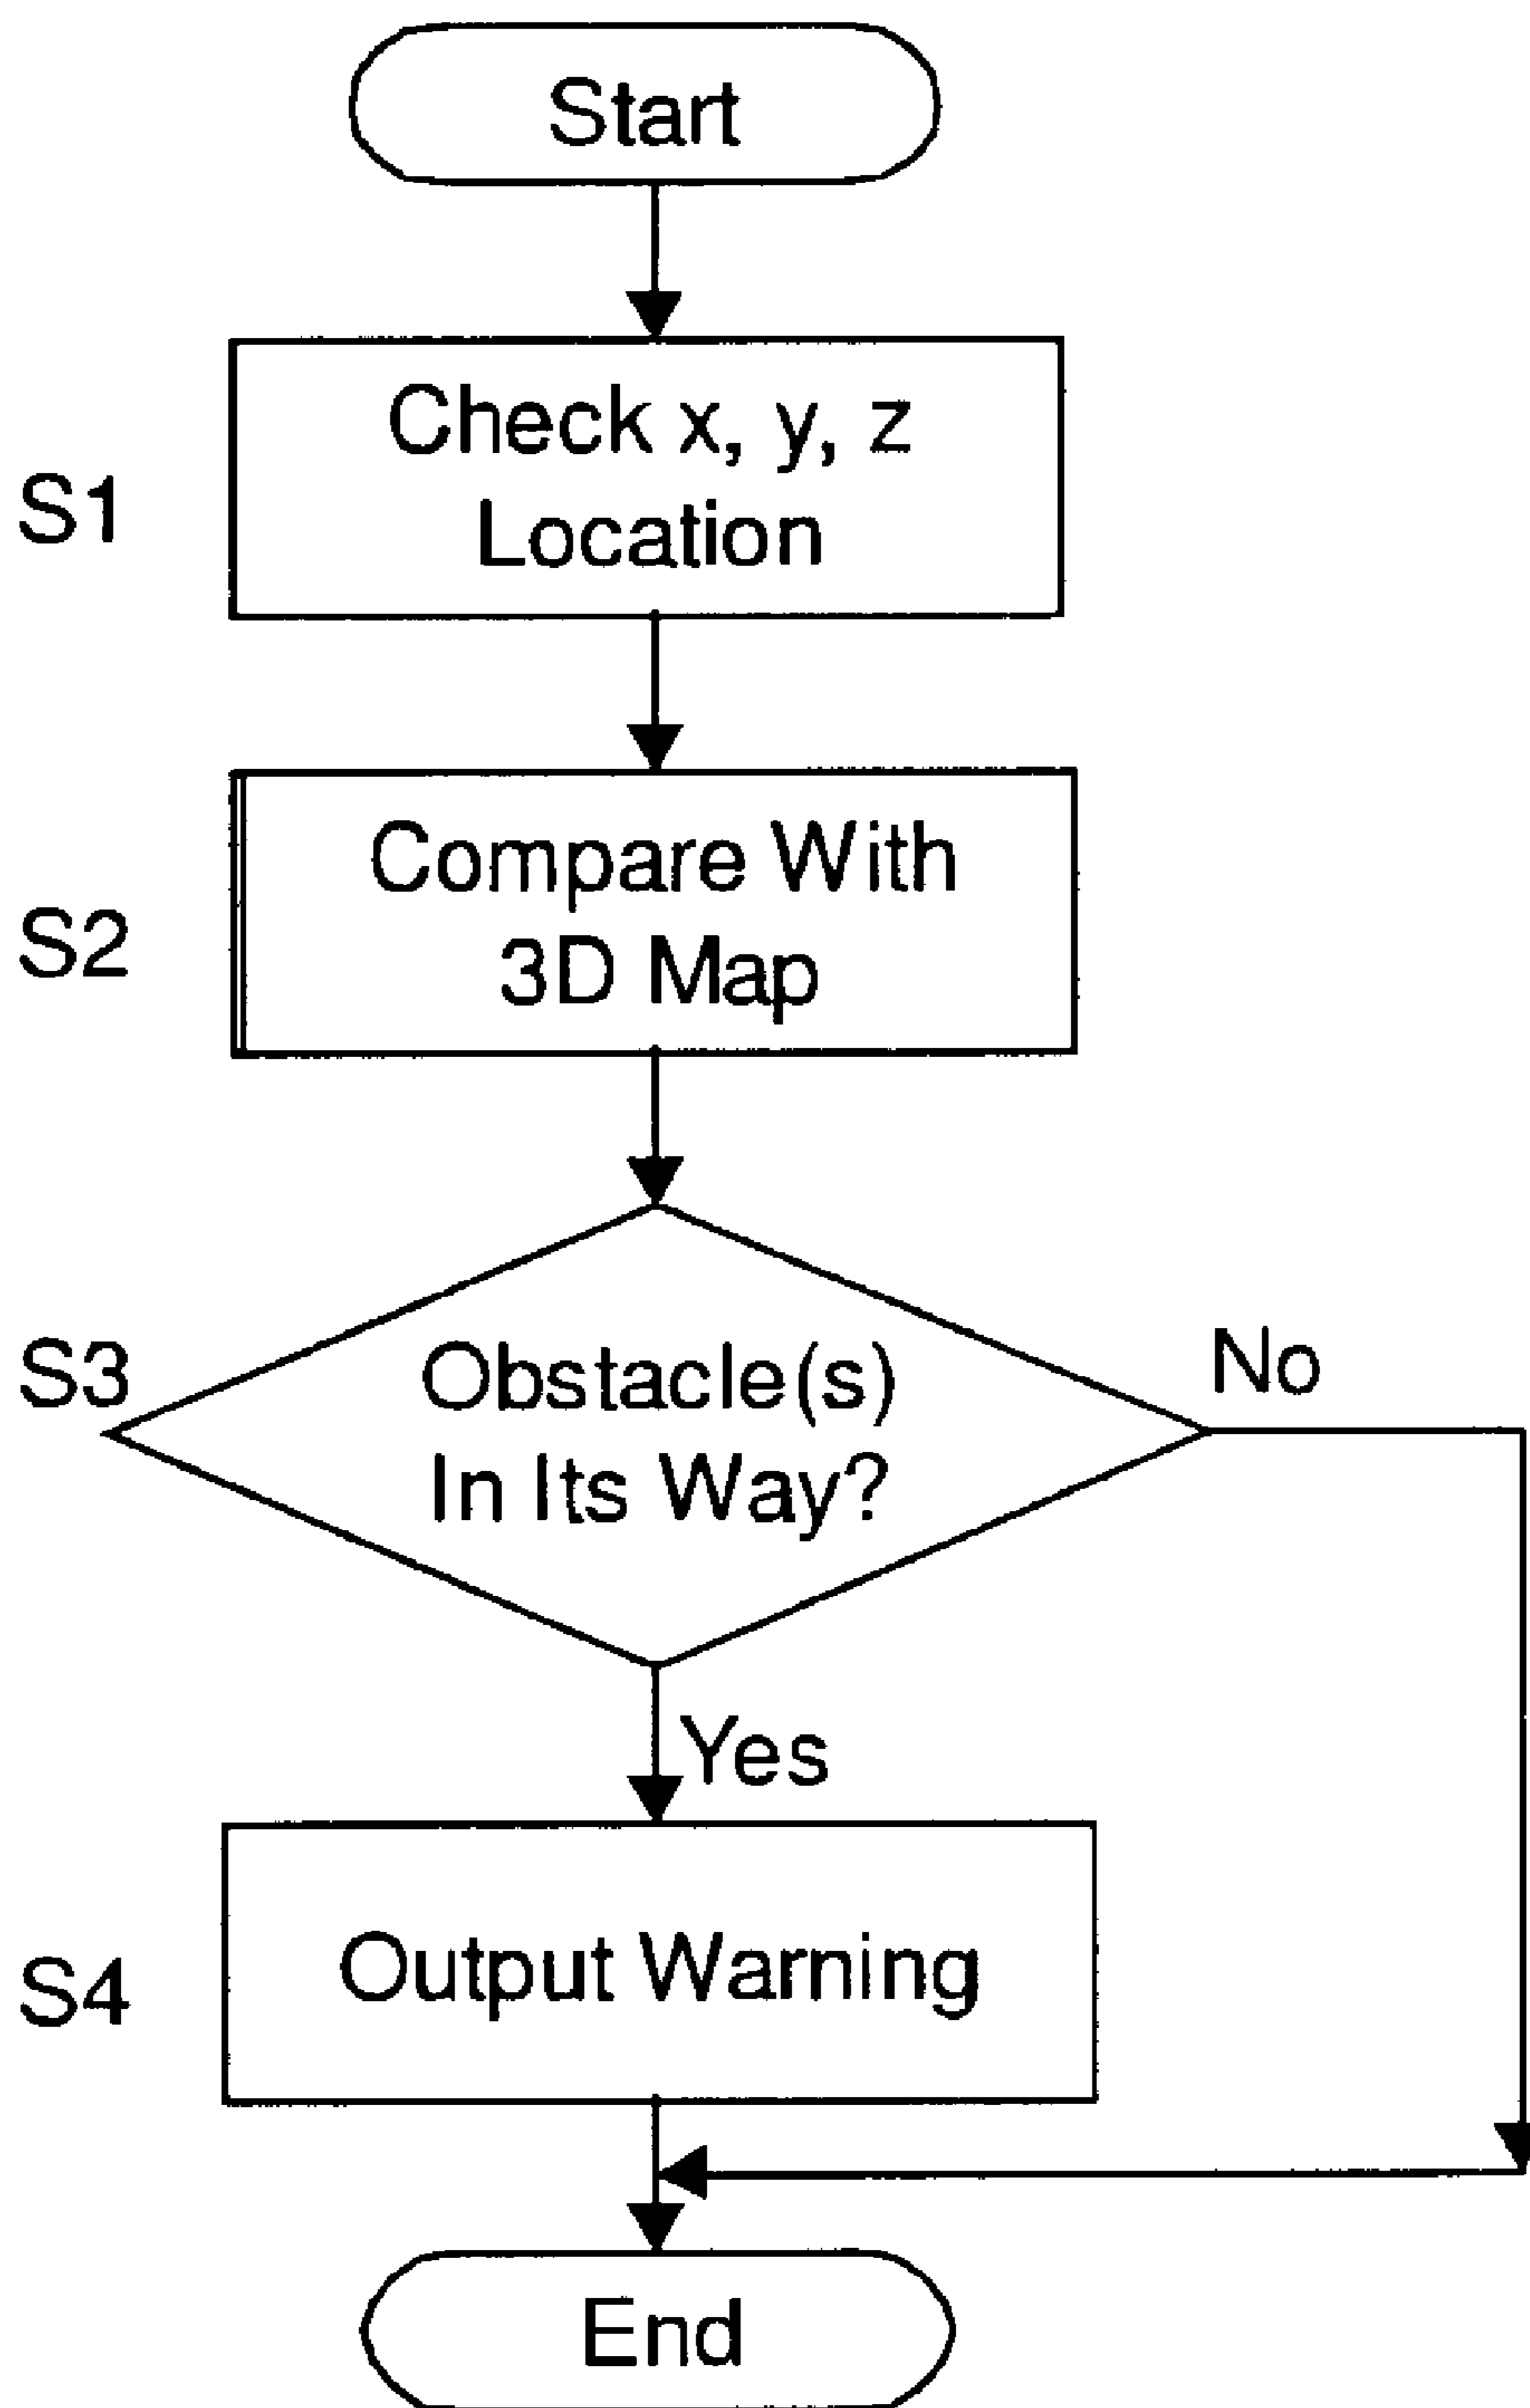 Start
S1
Check x, y, z
Location
S2
Compare With
3D Map
S3
Obstacle(s)
In Its Way?
No
Yes
S4
Output Warning
End